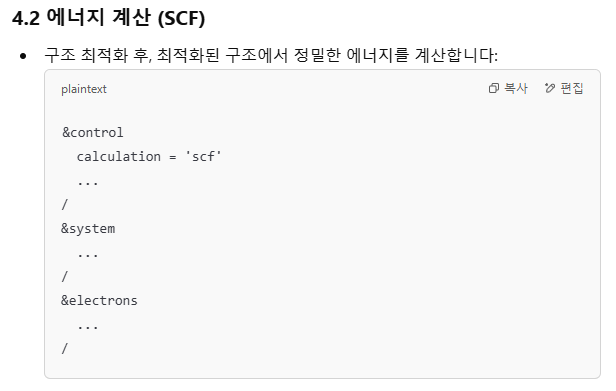 4.2 에너지 계산 (SCF)
• 구조 최적화 후, 최적화된 구조에서 정밀한 에너지를 계산합니다:
plaintext 복사 편집
&control
  calculation = 'scf'
  ...
/
&system
  ...
/
&electrons
  ...
/